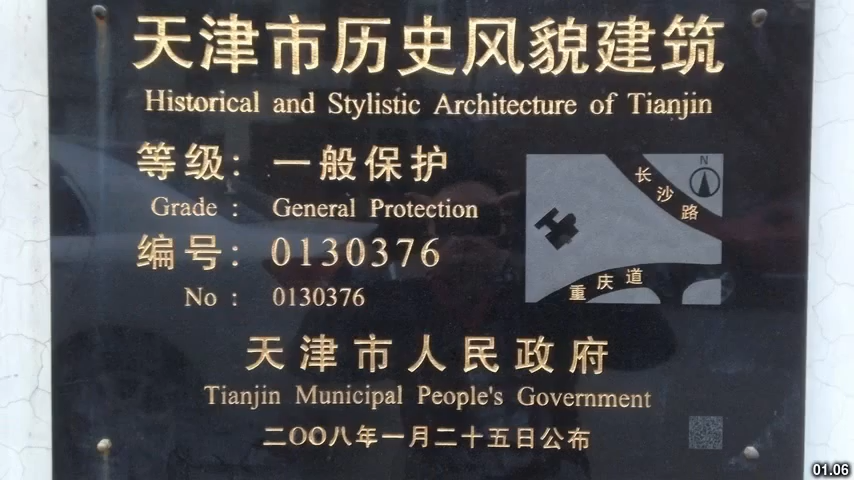 天津市历史风貌建筑
Historical and Stylistic Architecture of Tianjin
等级：一般保护
Grade : General Protection
编号：0130376
No : 0130376
N
长沙路
重庆道
天津市人民政府
Tianjin Municipal People's Government
二〇〇八年一月二十五日公布
01.06